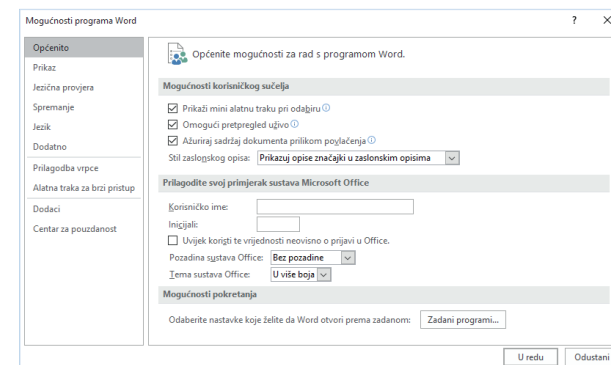 Mogućnosti programa Word
Općenito
Prikaz
Jezična provjera
Spremanje
Jezik
Dodatno
Prilagodba vrpce
Alatna traka za brzi pristup
Dodaci
Centar za pouzdanost
Općenite mogućnosti za rad s programom Word.
Mogućnosti korisničkog sučelja
Prikaži mini alatnu traku pri odabiru
Omogući pretpregled uživo
Ažuriraj sadržaj dokumenta prilikom povlačenja
Stil zaslonskog opisa: Prikazuj opise značajki u zaslonskim opisima
Prilagodite svoj primjerak sustava Microsoft Office
Korisničko ime:
Inicijali:
Uvijek koristi te vrijednosti neovisno o prijavi u Office.
Pozadina sustava Office: Bez pozadine
Tema sustava Office: U više boja
Mogućnosti pokretanja
Odaberite nastavke koje želite da Word otvori prema zadanom: Zadani programi...
U redu Odustani